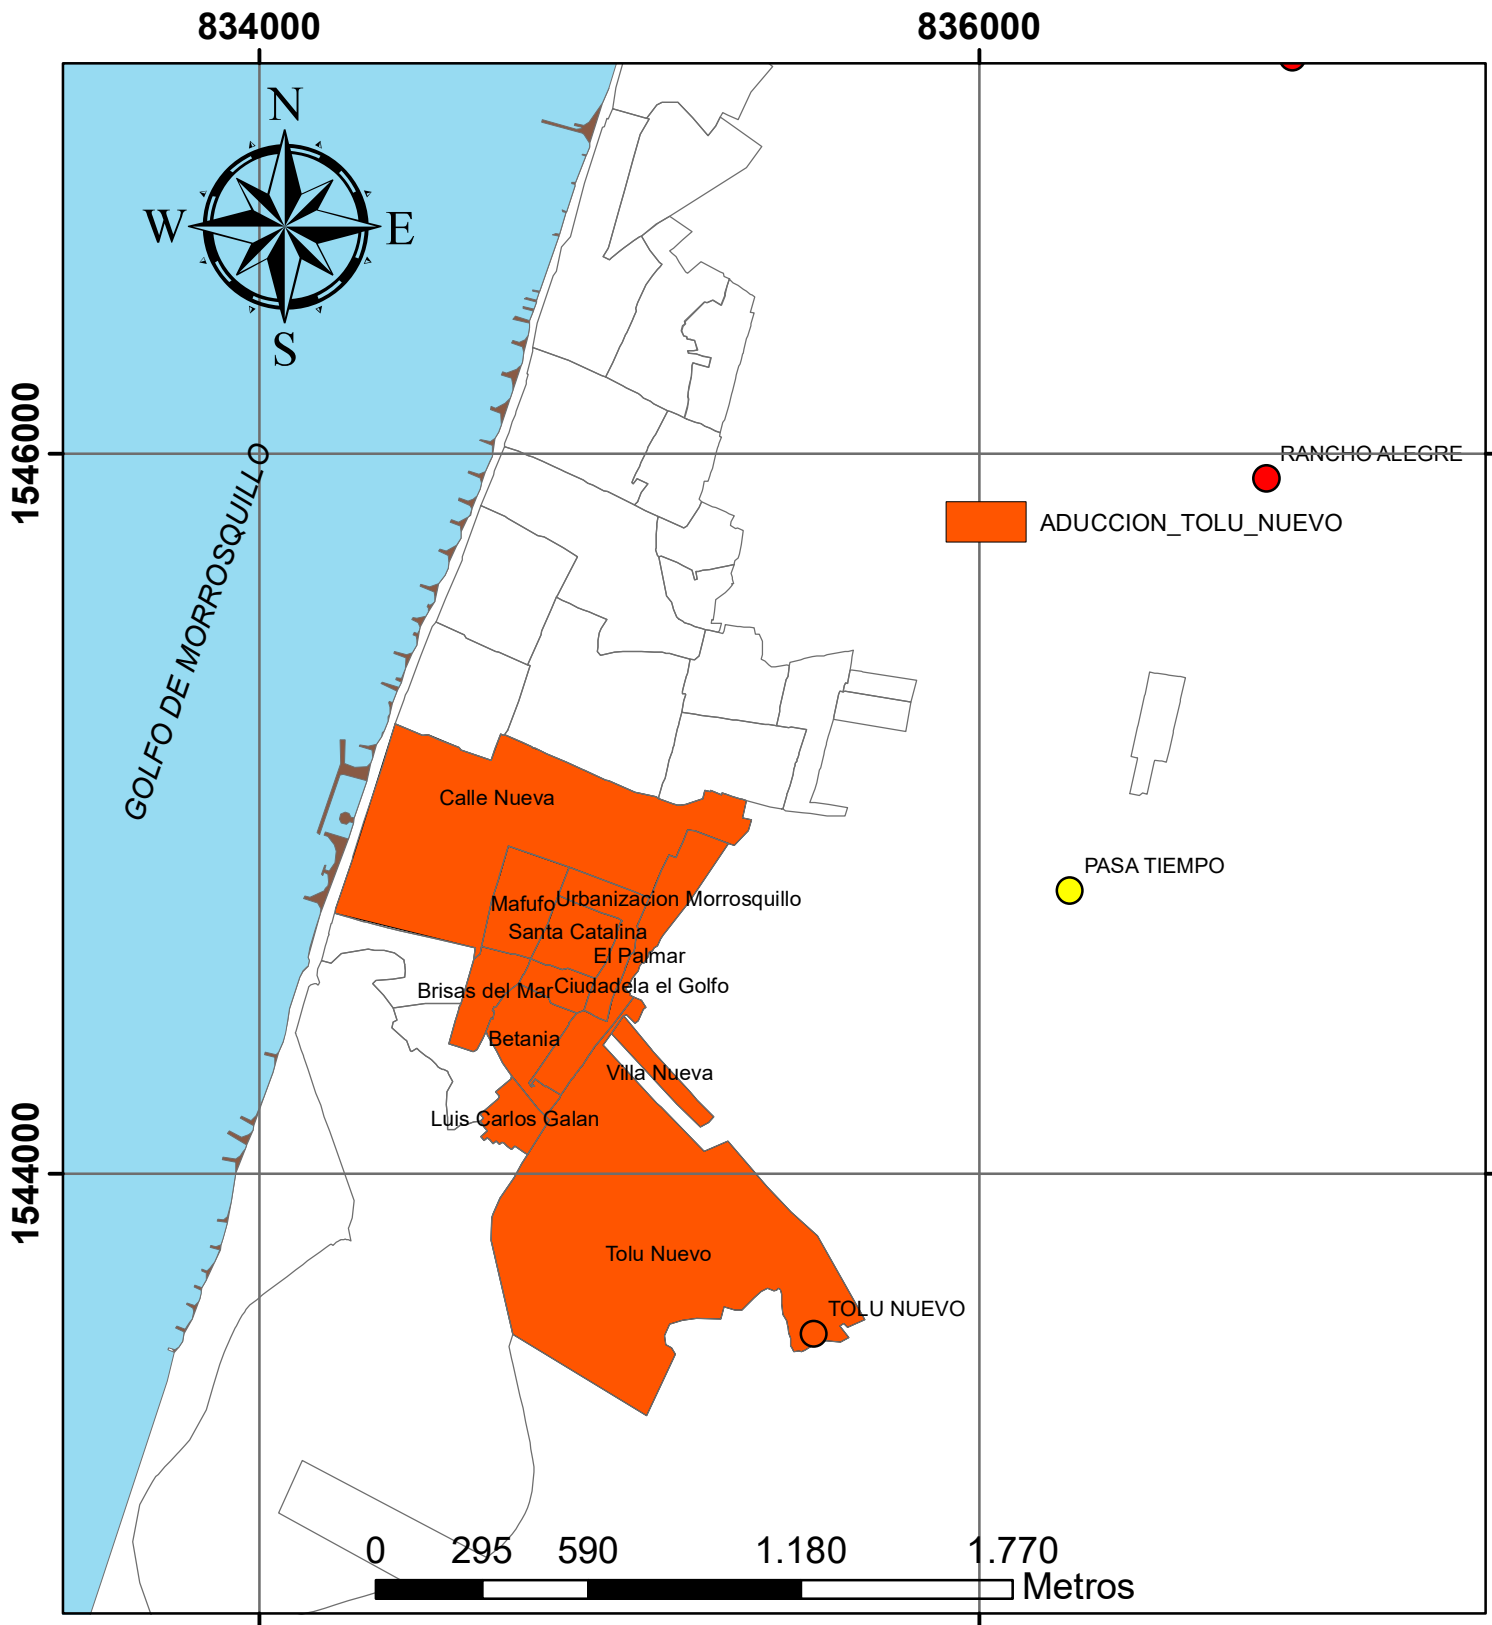 834000
836000
N
W
E
S
1546000
RANCHO ALEGRE
ADUCCION_TOLU_NUEVO
GOLFO DE MORROSQUILLO
Calle Nueva
PASA TIEMPO
Mafufo
Urbanizacion Morrosquillo
Santa Catalina
El Palmar
Brisas del Mar
Ciudadela el Golfo
Betania
Villa Nueva
Luis Carlos Galan
1544000
Tolu Nuevo
TOLU NUEVO
0 295 590 1.180 1.770
Metros